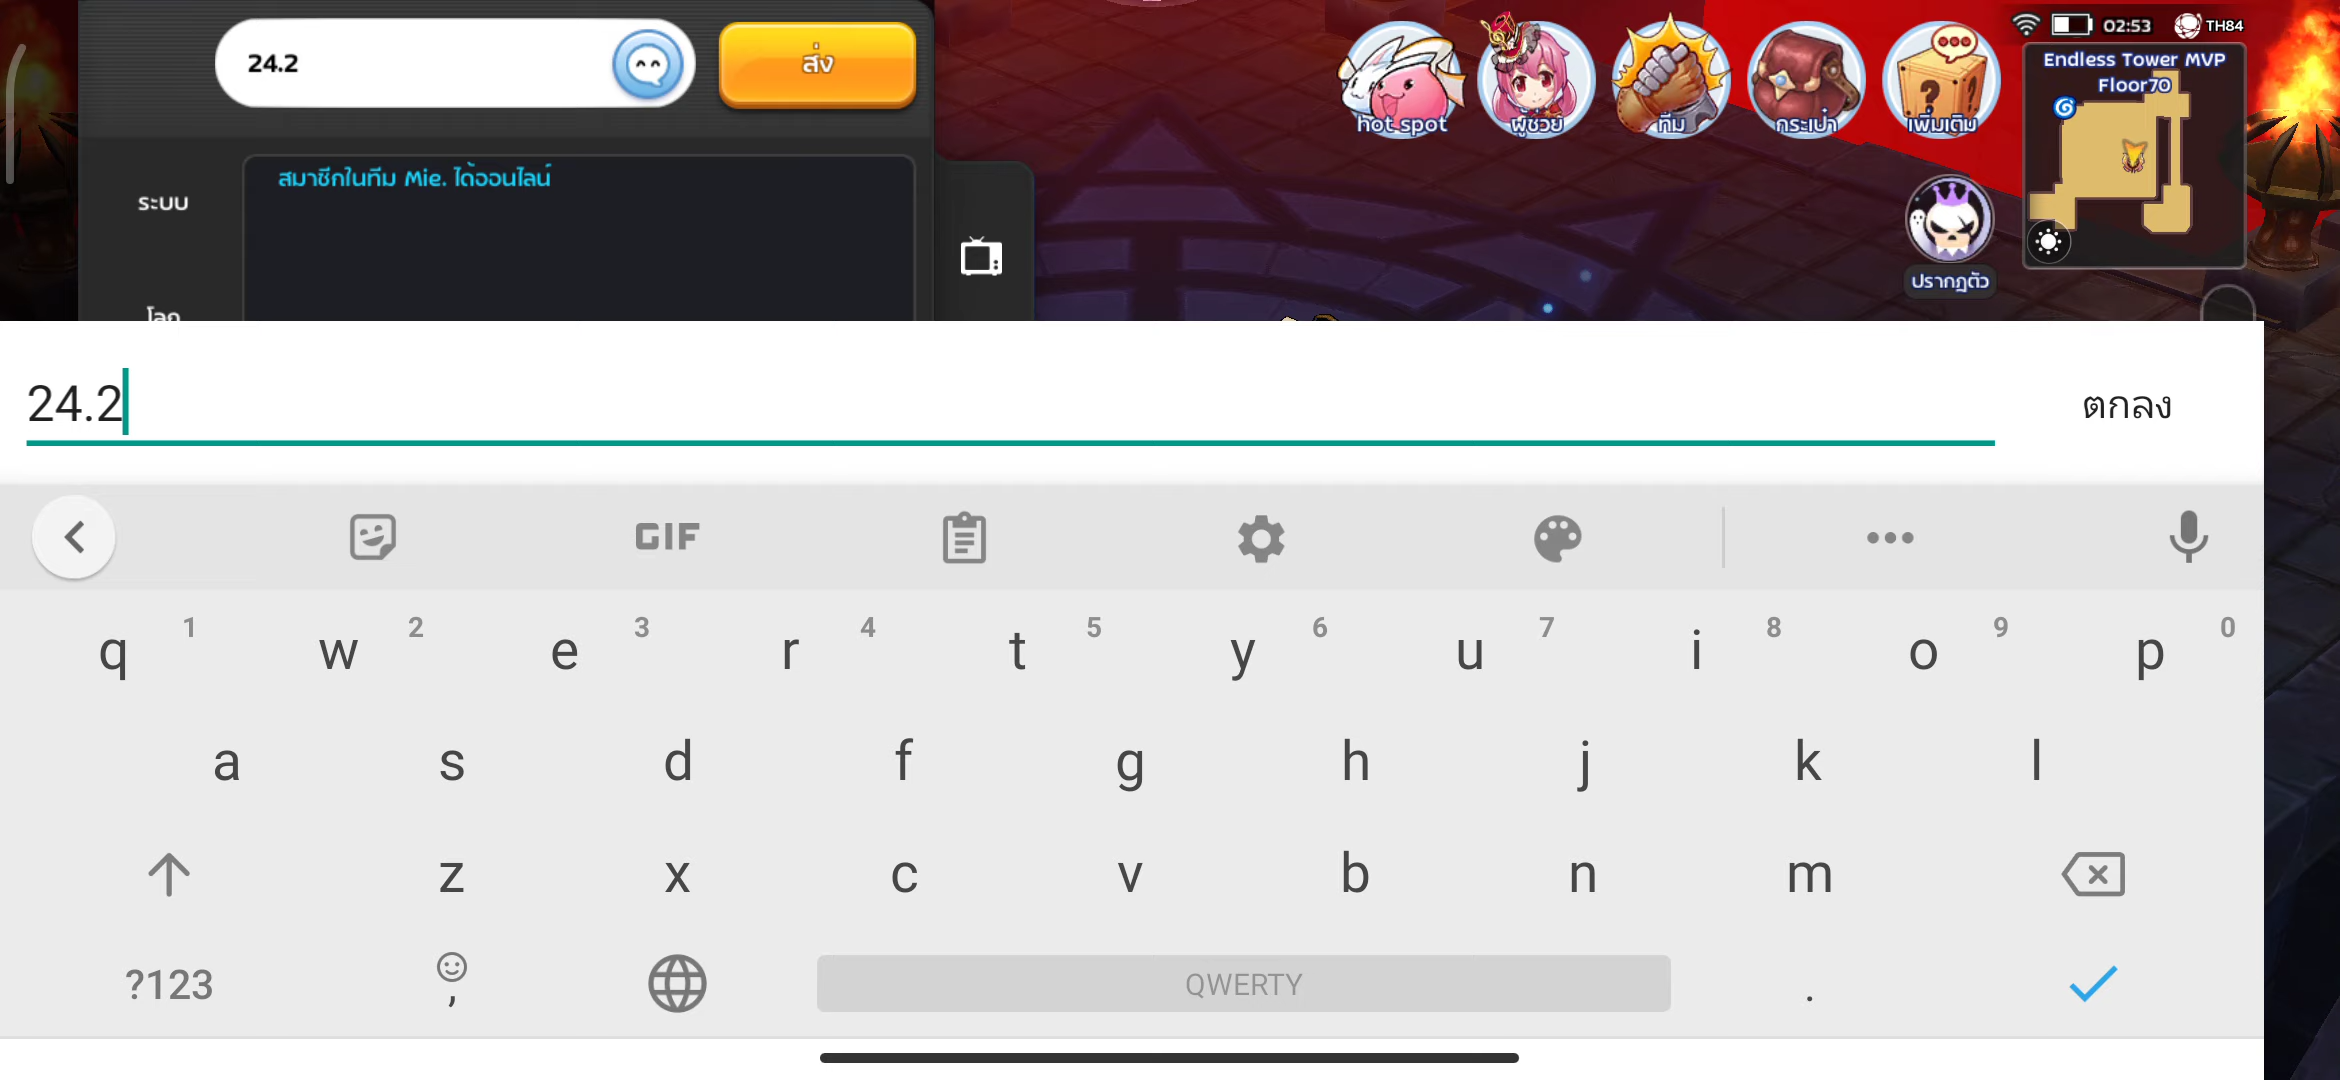 24.2
ส่ง
hot spot
ผู้ช่วย
ทีม
กระเป๋า
เพิ่มเติม
02:53
TH84
Endless Tower MVP
Floor70
ระบบ
สมาชิกในทีม Mie. ได้ออนไลน์
ปรากฏตัว
โลก
24.2
ตกลง
GIF
q 1 w 2 e 3 r 4 t 5 y 6 u 7 i 8 o 9 p 0
a s d f g h j k l
z x c v b n m
?123 , QWERTY .